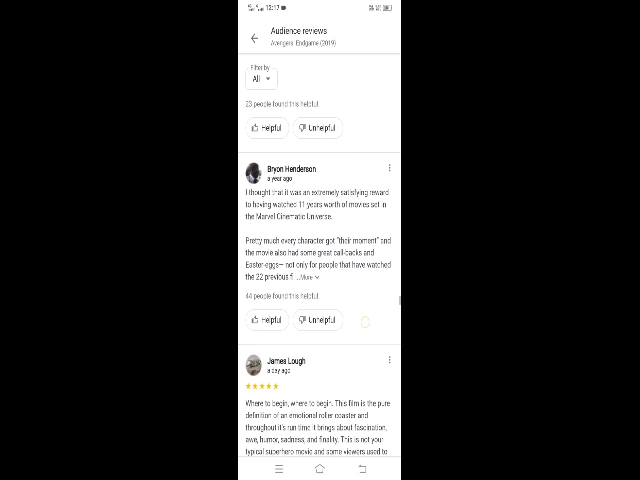 12:17
Audience reviews
Avengers: Endgame (2019)
Filter by
All
23 people found this helpful.
Helpful
Unhelpful
Bryon Henderson
a year ago
I thought that it was an extremely satisfying reward
to having watched 11 years worth of movies set in
the Marvel Cinematic Universe.
Pretty much every character got "their moment" and
the movie also had some great call-backs and
Easter-eggs— not only for people that have watched
the 22 previous fi ...More
44 people found this helpful.
Helpful
Unhelpful
James Lough
a day ago
Where to begin, where to begin. This film is the pure
definition of an emotional roller coaster and
throughout it's run time it brings about fascination,
awe, humor, sadness, and finality. This is not your
typical superhero movie and some viewers used to